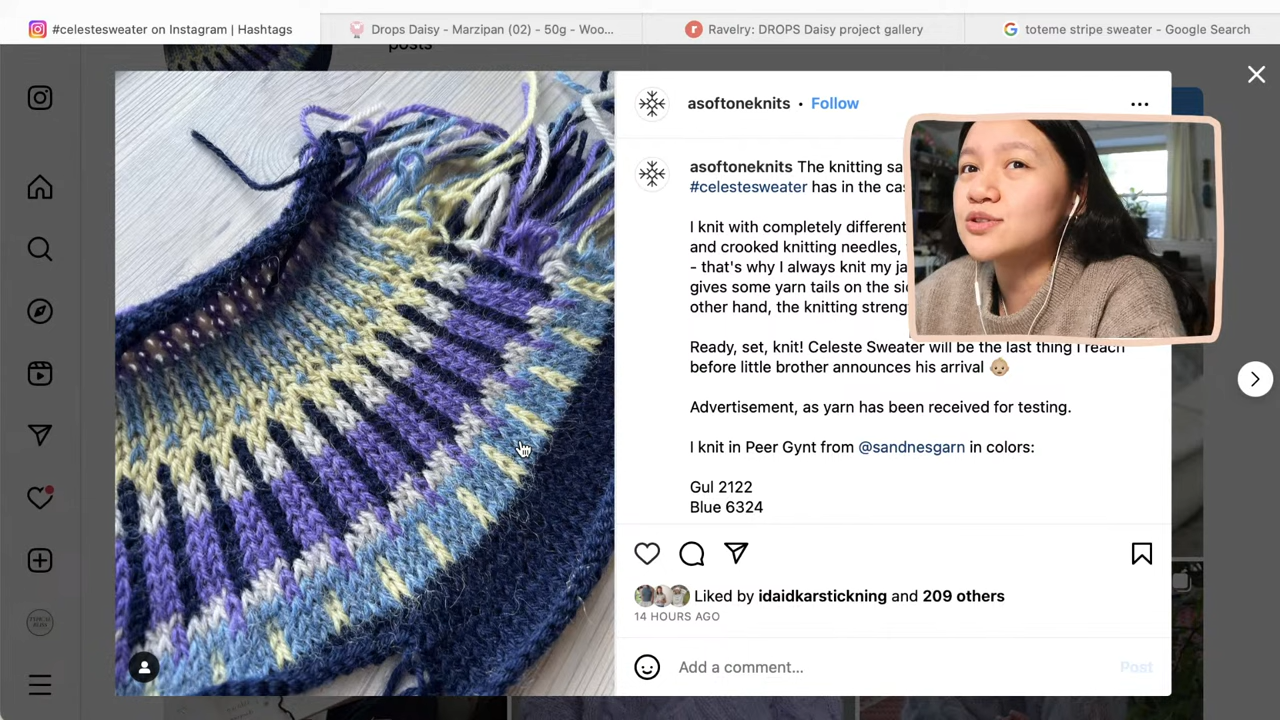 #celestesweater on Instagram | Hashtags
Drops Daisy - Marzipan (02) - 50g - Woo...
Ravelry: DROPS Daisy project gallery
toteme stripe sweater - Google Search
posts
asoftoneknits • Follow
asoftoneknits The knitting sa
#celestesweater has in the cas
I knit with completely different
and crooked knitting needles,
- that's why I always knit my ja
gives some yarn tails on the si
other hand, the knitting streng
Ready, set, knit! Celeste Sweater will be the last thing I reach
before little brother announces his arrival
Advertisement, as yarn has been received for testing.
I knit in Peer Gynt from @sandnesgarn in colors:
Gul 2122
Blue 6324
Liked by idaidkarstickning and 209 others
14 HOURS AGO
Add a comment...
Post